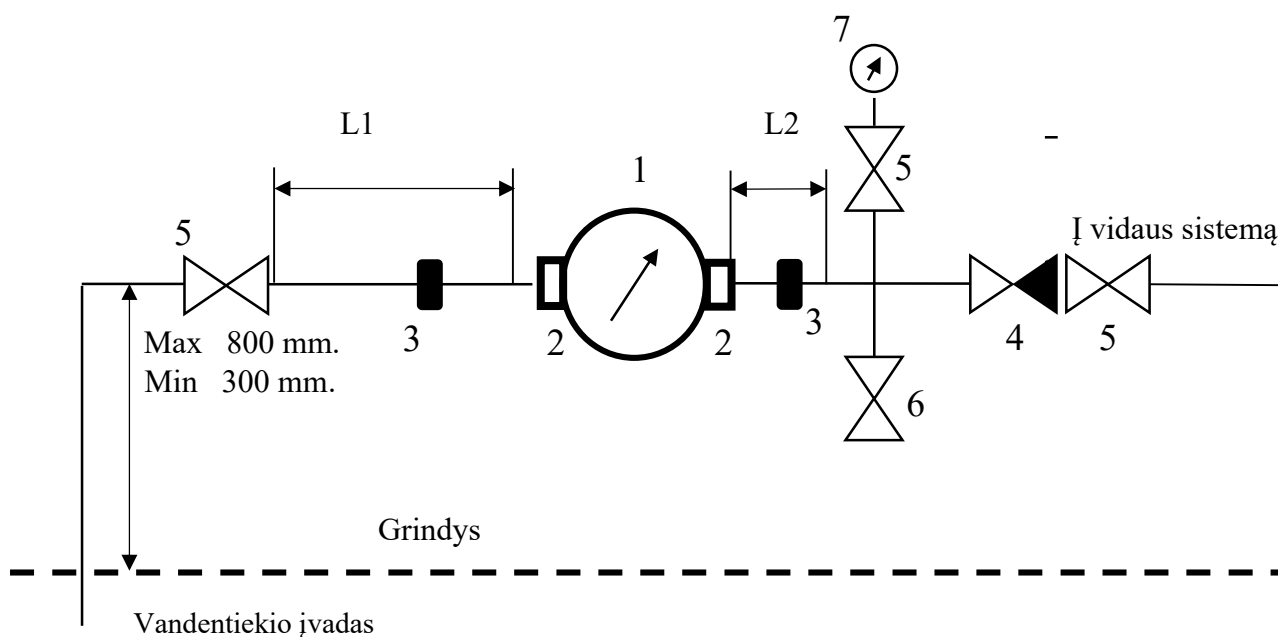 7
L1
L2
1
5
5
Į vidaus sistemą
3
2
2
3
4
5
Max 800 mm.
Min 300 mm.
6
Grindys
Vandentiekio įvadas